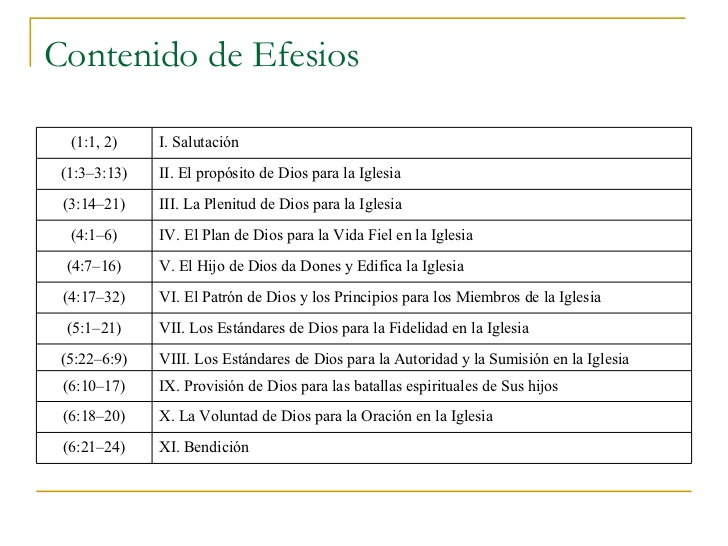 Contenido de Efesios
(1:1, 2) I. Salutación
(1:3–3:13) II. El propósito de Dios para la Iglesia
(3:14–21) III. La Plenitud de Dios para la Iglesia
(4:1–6) IV. El Plan de Dios para la Vida Fiel en la Iglesia
(4:7–16) V. El Hijo de Dios da Dones y Edifica la Iglesia
(4:17–32) VI. El Patrón de Dios y los Principios para los Miembros de la Iglesia
(5:1–21) VII. Los Estándares de Dios para la Fidelidad en la Iglesia
(5:22–6:9) VIII. Los Estándares de Dios para la Autoridad y la Sumisión en la Iglesia
(6:10–17) IX. Provisión de Dios para las batallas espirituales de Sus hijos
(6:18–20) X. La Voluntad de Dios para la Oración en la Iglesia
(6:21–24) XI. Bendición